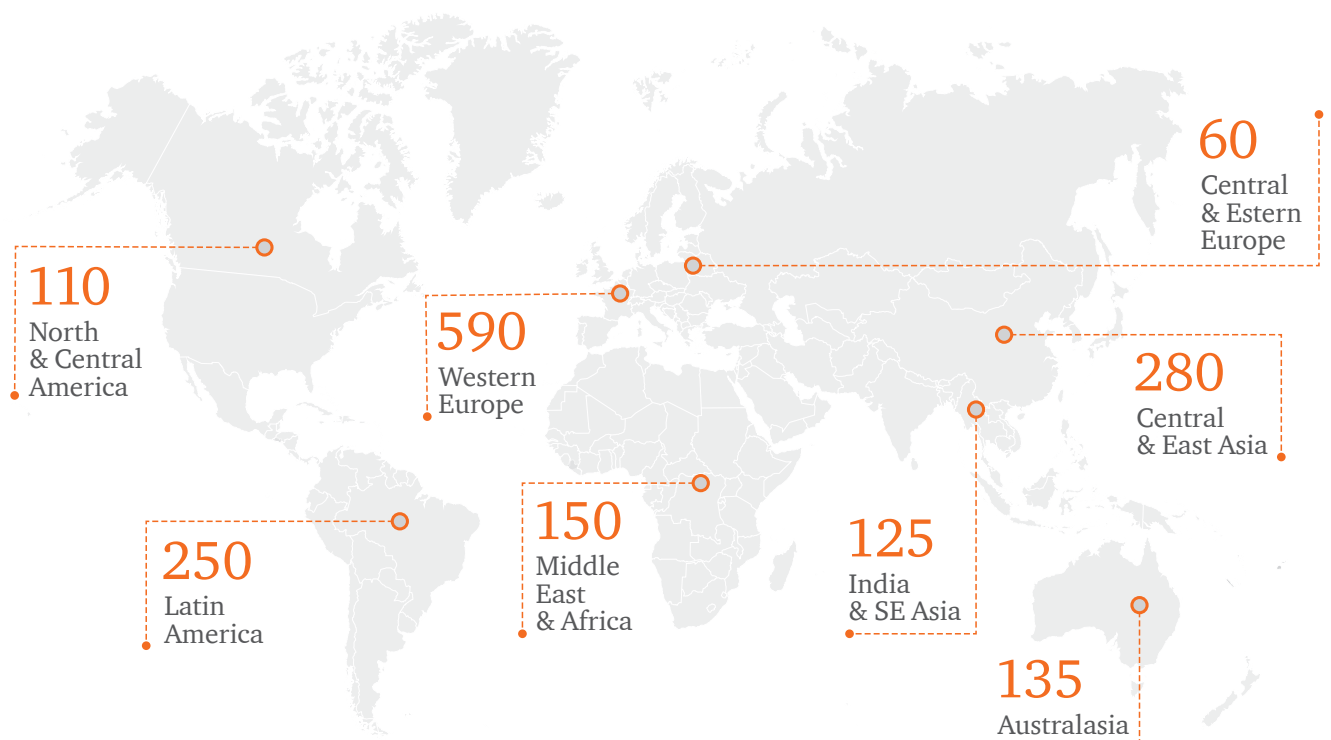 60
Central
& Estern
Europe
110
North
& Central
America
590
Western
Europe
280
Central
& East Asia
150
Middle
East
& Africa
125
India
& SE Asia
250
Latin
America
135
Australasia